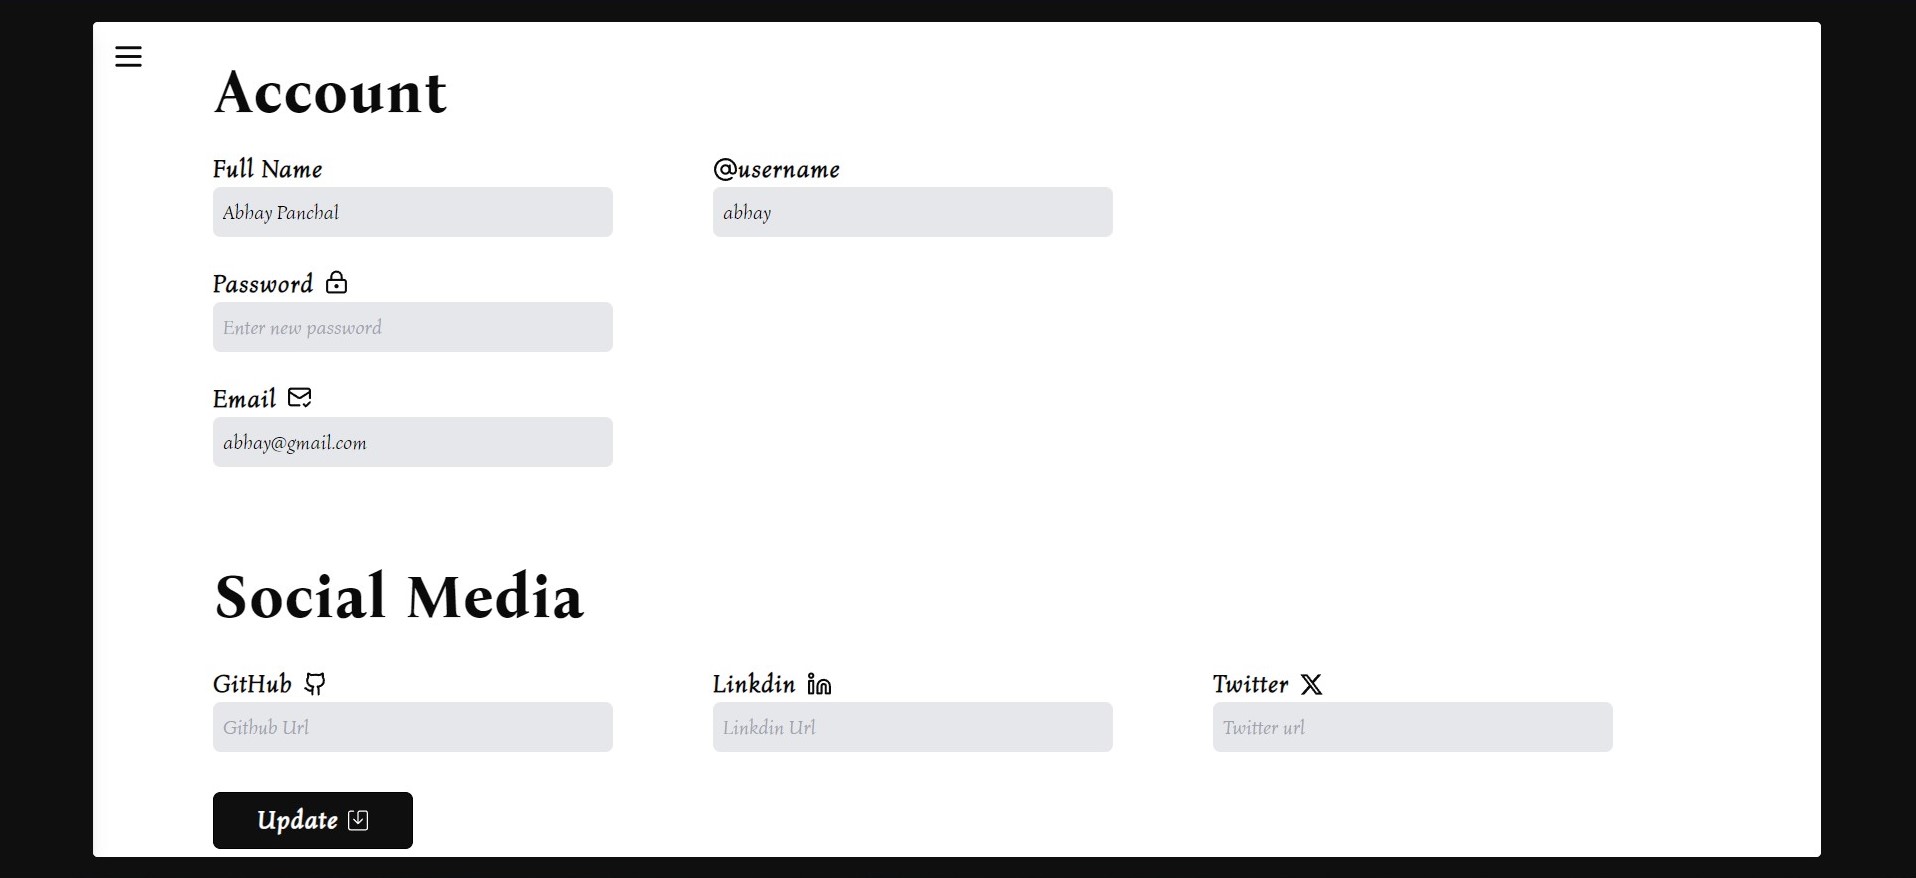 Account
Full Name
Abhay Panchal
@username
abhay
Password
Enter new password
Email
abhay@gmail.com
Social Media
GitHub
Github Url
Linkdin
Linkdin Url
Twitter
Twitter url
Update